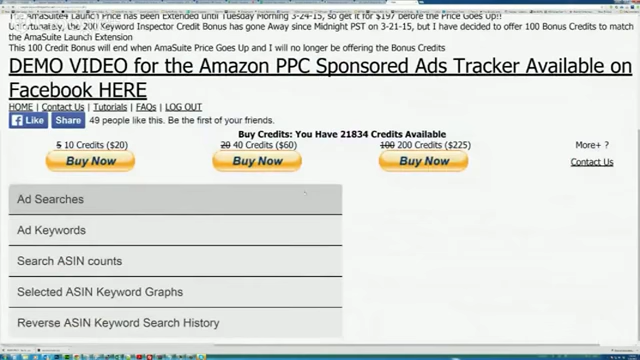 The AmaSuite4 Launch Price has been Extended until Tuesday Morning 3-24-15, so get it for $197 before the Price Goes Up!!
the 200 Keyword Inspector Credit Bonus has gone Away since Midnight PST on 3-21-15, but I have decided to offer 100 Bonus Credits to match
the AmaSuite Launch Extension
This 100 Credit Bonus will end when AmaSuite Price Goes Up and I will no longer be offering the Bonus Credits
DEMO VIDEO for the Amazon PPC Sponsored Ads Tracker Available on
Facebook HERE
HOME | Contact Us | Tutorials | FAQs | LOG OUT
Like Share 49 people like this. Be the first of your friends.
Buy Credits: You Have 21834 Credits Available
5 10 Credits ($20) 20 40 Credits ($60) 100 200 Credits ($225) More+ ?
Buy Now Buy Now Buy Now Contact Us
Ad Searches
Ad Keywords
Search ASIN counts
Selected ASIN Keyword Graphs
Reverse ASIN Keyword Search History